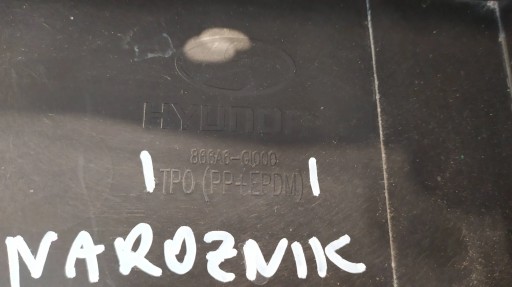 HYUNDAI
TPO (PP+EPDM)
NAROZNIK